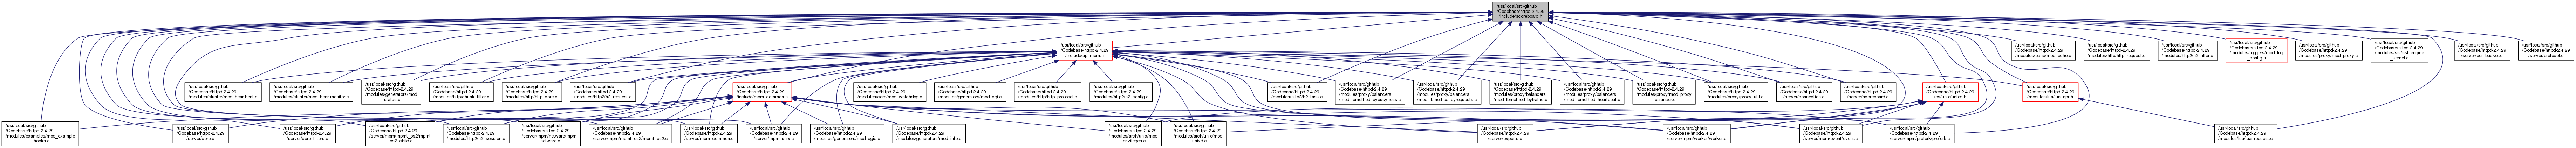 /usr/local/src/github
/Codebase/httpd-2.4.29
/include/scoreboard.h
/usr/local/src/github
/Codebase/httpd-2.4.29
/include/ap_mpm.h
/usr/local/src/github
/Codebase/httpd-2.4.29
/modules/echo/mod_echo.c
/usr/local/src/github
/Codebase/httpd-2.4.29
/modules/http/http_request.c
/usr/local/src/github
/Codebase/httpd-2.4.29
/modules/http2/h2_filter.c
/usr/local/src/github
/Codebase/httpd-2.4.29
/modules/loggers/mod_log
_config.h
/usr/local/src/github
/Codebase/httpd-2.4.29
/modules/proxy/mod_proxy.c
/usr/local/src/github
/Codebase/httpd-2.4.29
/modules/ssl/ssl_engine
_kernel.c
/usr/local/src/github
/Codebase/httpd-2.4.29
/server/eor_bucket.c
/usr/local/src/github
/Codebase/httpd-2.4.29
/server/protocol.c
/usr/local/src/github
/Codebase/httpd-2.4.29
/modules/cluster/mod_heartbeat.c
/usr/local/src/github
/Codebase/httpd-2.4.29
/modules/cluster/mod_heartmonitor.c
/usr/local/src/github
/Codebase/httpd-2.4.29
/modules/generators/mod
_status.c
/usr/local/src/github
/Codebase/httpd-2.4.29
/modules/http/chunk_filter.c
/usr/local/src/github
/Codebase/httpd-2.4.29
/modules/http/http_core.c
/usr/local/src/github
/Codebase/httpd-2.4.29
/modules/http2/h2_request.c
/usr/local/src/github
/Codebase/httpd-2.4.29
/include/mpm_common.h
/usr/local/src/github
/Codebase/httpd-2.4.29
/modules/core/mod_watchdog.c
/usr/local/src/github
/Codebase/httpd-2.4.29
/modules/generators/mod_cgi.c
/usr/local/src/github
/Codebase/httpd-2.4.29
/modules/http/http_protocol.c
/usr/local/src/github
/Codebase/httpd-2.4.29
/modules/http2/h2_config.c
/usr/local/src/github
/Codebase/httpd-2.4.29
/modules/http2/h2_task.c
/usr/local/src/github
/Codebase/httpd-2.4.29
/modules/proxy/balancers
/mod_lbmethod_bybusyness.c
/usr/local/src/github
/Codebase/httpd-2.4.29
/modules/proxy/balancers
/mod_lbmethod_byrequests.c
/usr/local/src/github
/Codebase/httpd-2.4.29
/modules/proxy/balancers
/mod_lbmethod_bytraffic.c
/usr/local/src/github
/Codebase/httpd-2.4.29
/modules/proxy/balancers
/mod_lbmethod_heartbeat.c
/usr/local/src/github
/Codebase/httpd-2.4.29
/modules/proxy/mod_proxy
_balancer.c
/usr/local/src/github
/Codebase/httpd-2.4.29
/modules/proxy/proxy_util.c
/usr/local/src/github
/Codebase/httpd-2.4.29
/server/connection.c
/usr/local/src/github
/Codebase/httpd-2.4.29
/server/scoreboard.c
/usr/local/src/github
/Codebase/httpd-2.4.29
/os/unix/unixd.h
/usr/local/src/github
/Codebase/httpd-2.4.29
/modules/lua/lua_apr.h
/usr/local/src/github
/Codebase/httpd-2.4.29
/modules/examples/mod_example
_hooks.c
/usr/local/src/github
/Codebase/httpd-2.4.29
/server/core.c
/usr/local/src/github
/Codebase/httpd-2.4.29
/server/core_filters.c
/usr/local/src/github
/Codebase/httpd-2.4.29
/server/mpm/mpmt_os2/mpmt
_os2_child.c
/usr/local/src/github
/Codebase/httpd-2.4.29
/modules/http2/h2_session.c
/usr/local/src/github
/Codebase/httpd-2.4.29
/server/mpm/netware/mpm
_netware.c
/usr/local/src/github
/Codebase/httpd-2.4.29
/server/mpm/mpmt_os2/mpmt_os2.c
/usr/local/src/github
/Codebase/httpd-2.4.29
/server/mpm_common.c
/usr/local/src/github
/Codebase/httpd-2.4.29
/server/mpm_unix.c
/usr/local/src/github
/Codebase/httpd-2.4.29
/modules/generators/mod_cgid.c
/usr/local/src/github
/Codebase/httpd-2.4.29
/modules/generators/mod_info.c
/usr/local/src/github
/Codebase/httpd-2.4.29
/modules/arch/unix/mod
_privileges.c
/usr/local/src/github
/Codebase/httpd-2.4.29
/modules/arch/unix/mod
_unixd.c
/usr/local/src/github
/Codebase/httpd-2.4.29
/server/exports.c
/usr/local/src/github
/Codebase/httpd-2.4.29
/server/mpm/worker/worker.c
/usr/local/src/github
/Codebase/httpd-2.4.29
/server/mpm/event/event.c
/usr/local/src/github
/Codebase/httpd-2.4.29
/server/mpm/prefork/prefork.c
/usr/local/src/github
/Codebase/httpd-2.4.29
/modules/lua/lua_request.c